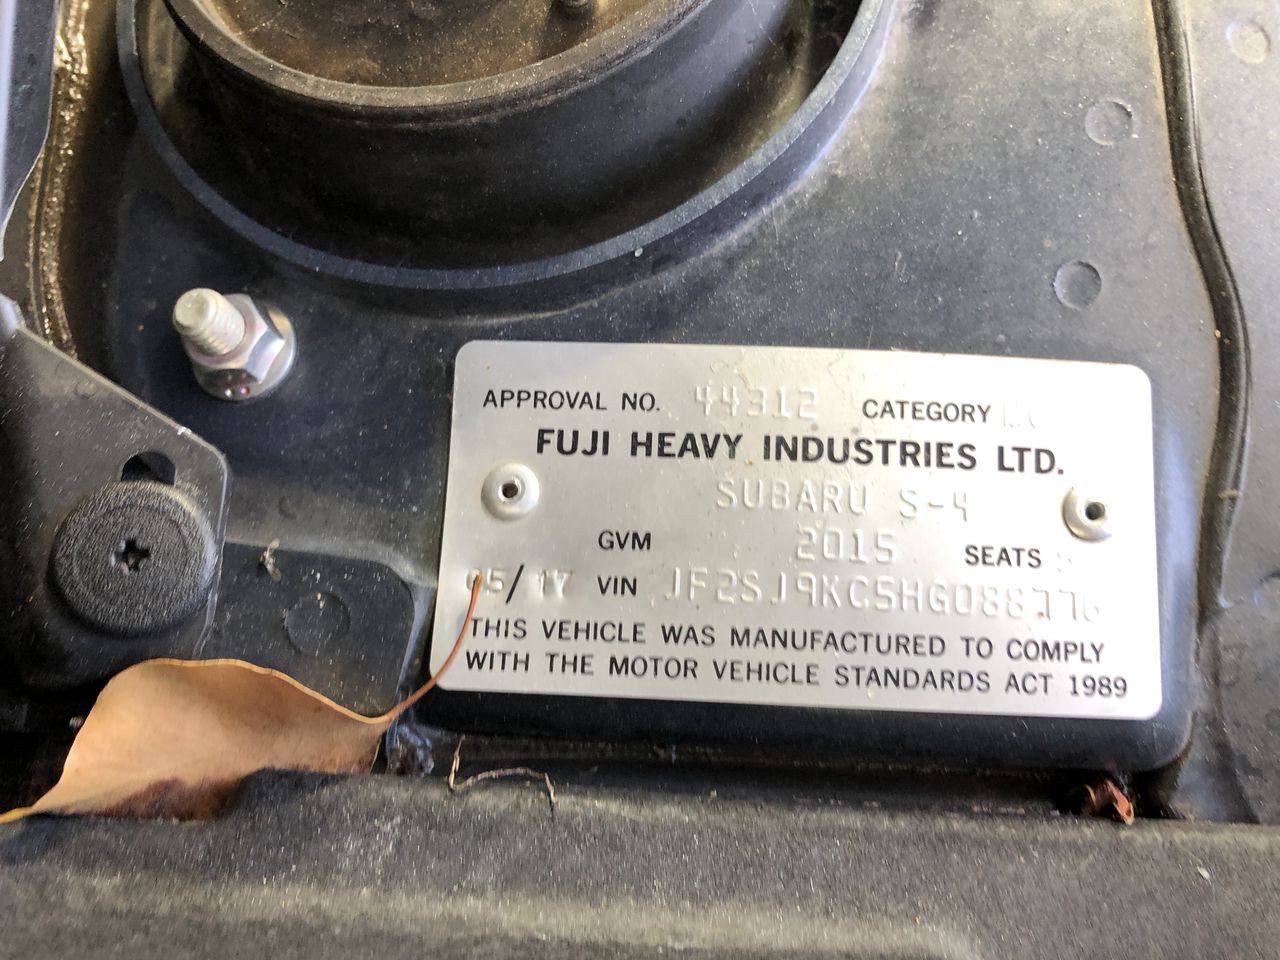 APPROVAL NO. 44312 CATEGORY
FUJI HEAVY INDUSTRIES LTD.
SUBARU S-4
GVM 2015 SEATS
05/17 VIN
THIS VEHICLE WAS MANUFACTURED TO COMPLY
WITH THE MOTOR VEHICLE STANDARDS ACT 1989